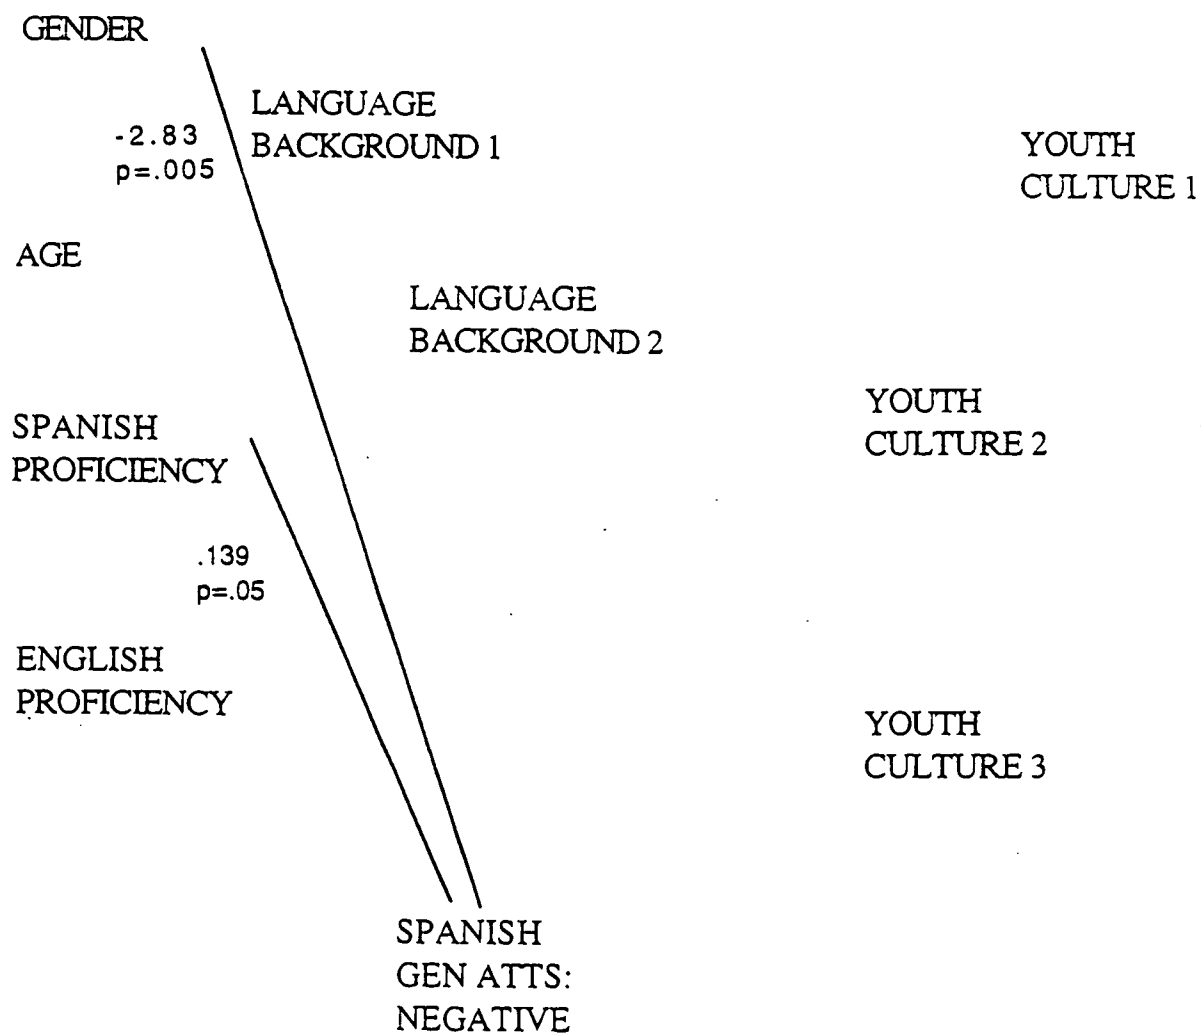 GENDER
LANGUAGE
BACKGROUND 1
-2.83
p=.005
YOUTH
CULTURE 1
AGE
LANGUAGE
BACKGROUND 2
YOUTH
CULTURE 2
SPANISH
PROFICIENCY
.139
p=.05
ENGLISH
PROFICIENCY
YOUTH
CULTURE 3
SPANISH
GEN ATTS:
NEGATIVE